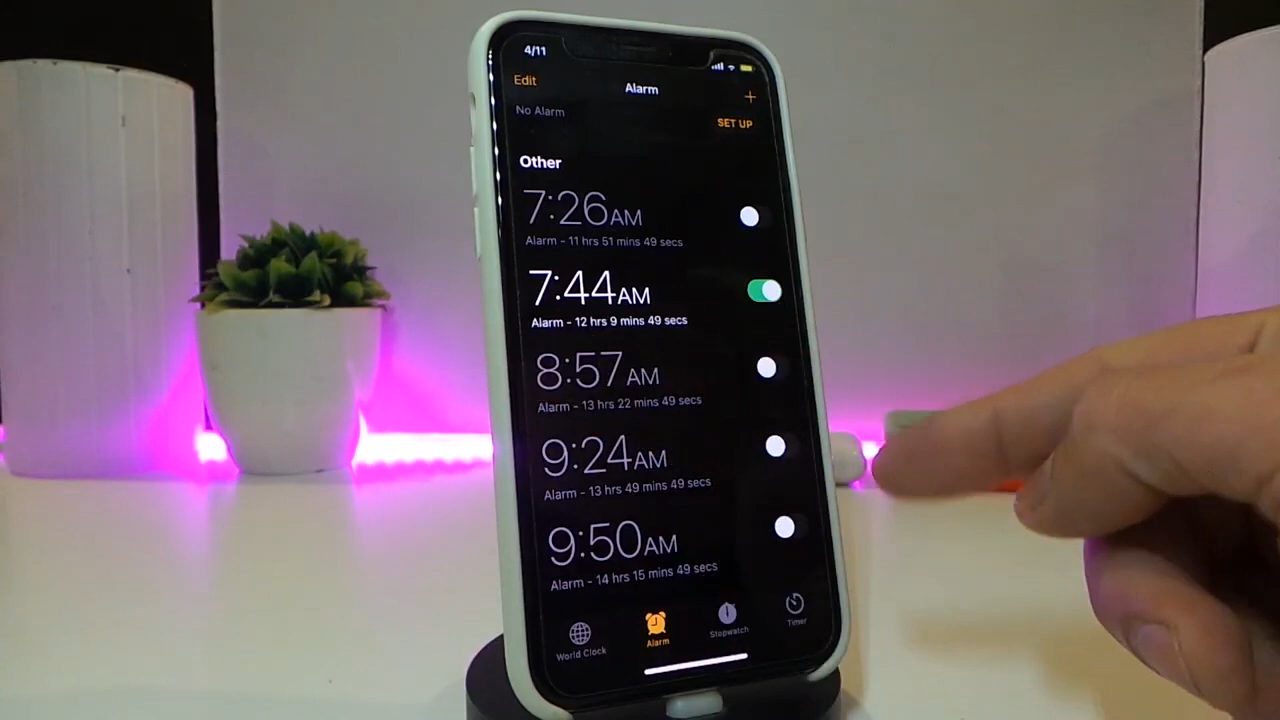 4/11
Edit
Alarm
+
No Alarm
SET UP
Other
7:26AM
Alarm - 11 hrs 51 mins 49 secs
7:44AM
Alarm - 12 hrs 9 mins 49 secs
8:57AM
Alarm - 13 hrs 22 mins 49 secs
9:24AM
Alarm - 13 hrs 49 mins 49 secs
9:50AM
Alarm - 14 hrs 15 mins 49 secs
World Clock
Alarm
Stopwatch
Timer